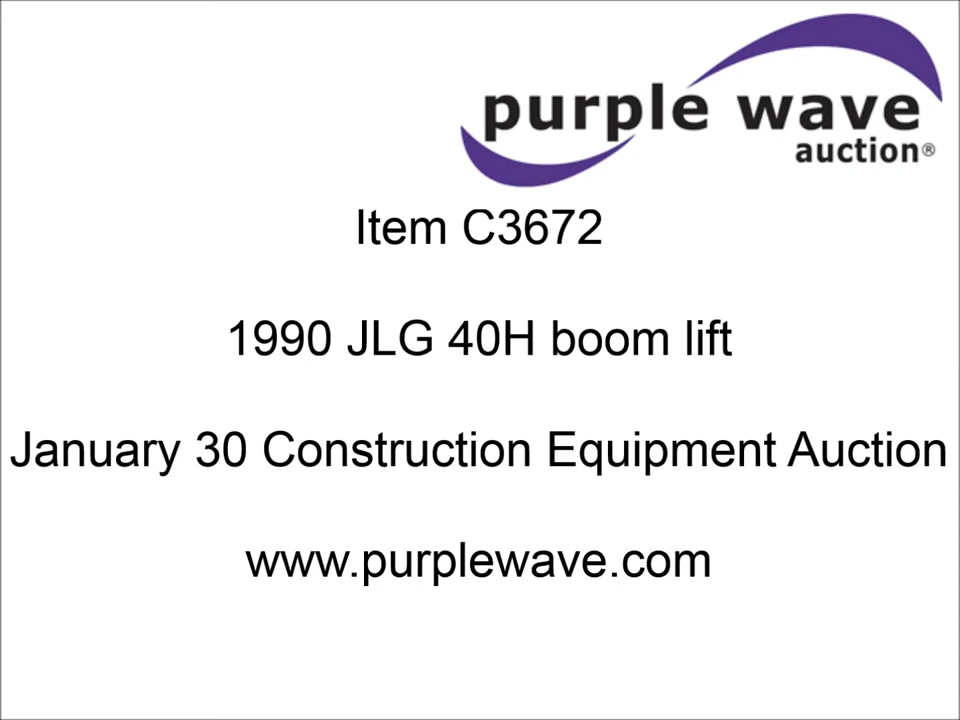 purple wave
auction®
Item C3672
1990 JLG 40H boom lift
January 30 Construction Equipment Auction
www.purplewave.com